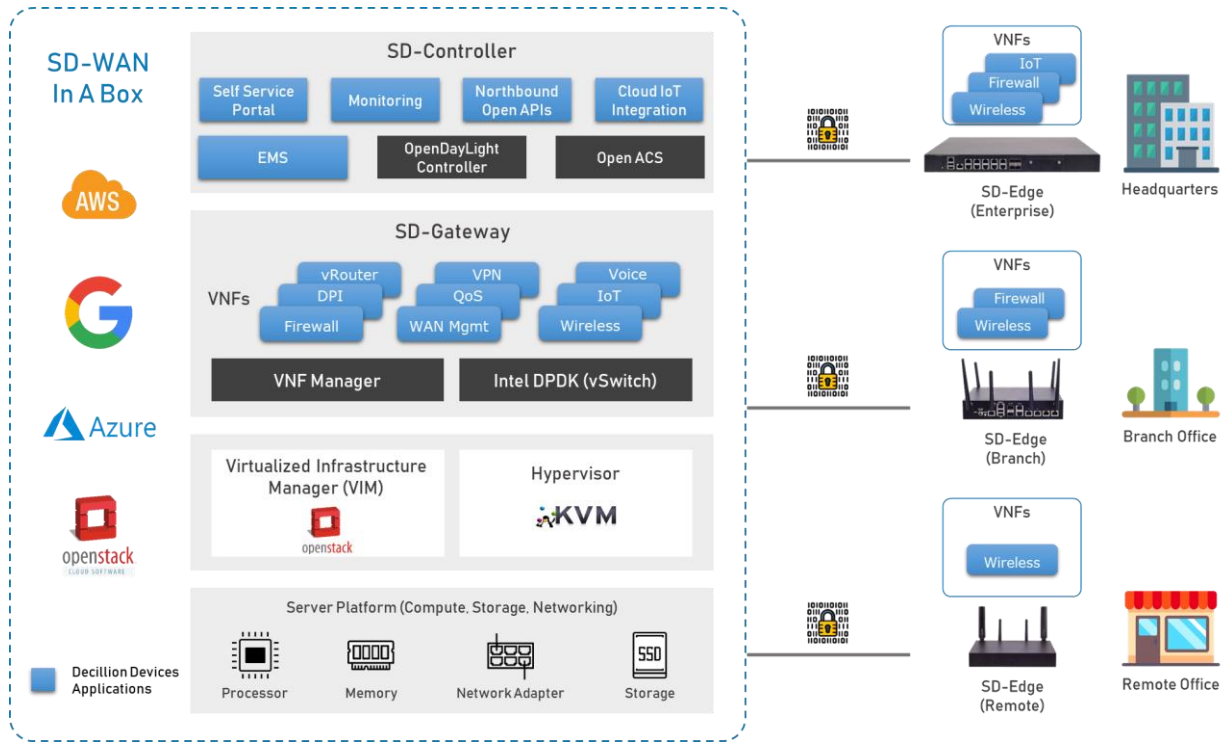 SD-WAN
In A Box
AWS
Azure
openstack
CLOUD SOFTWARE
Decillion Devices
Applications
SD-Controller
Self Service
Portal
Monitoring
Northbound
Open APIs
Cloud IoT
Integration
EMS
OpenDayLight
Controller
Open ACS
SD-Gateway
VNFs
vRouter
DPI
Firewall
VPN
QoS
WAN Mgmt
Voice
IoT
Wireless
VNF Manager
Intel DPDK (vSwitch)
Virtualized Infrastructure
Manager (VIM)
openstack
Hypervisor
KVM
Server Platform (Compute, Storage, Networking)
Processor
Memory
Network Adapter
SSD
Storage
VNFs
IoT
Firewall
Wireless
SD-Edge
(Enterprise)
Headquarters
VNFs
Firewall
Wireless
SD-Edge
(Branch)
Branch Office
VNFs
Wireless
SD-Edge
(Remote)
Remote Office